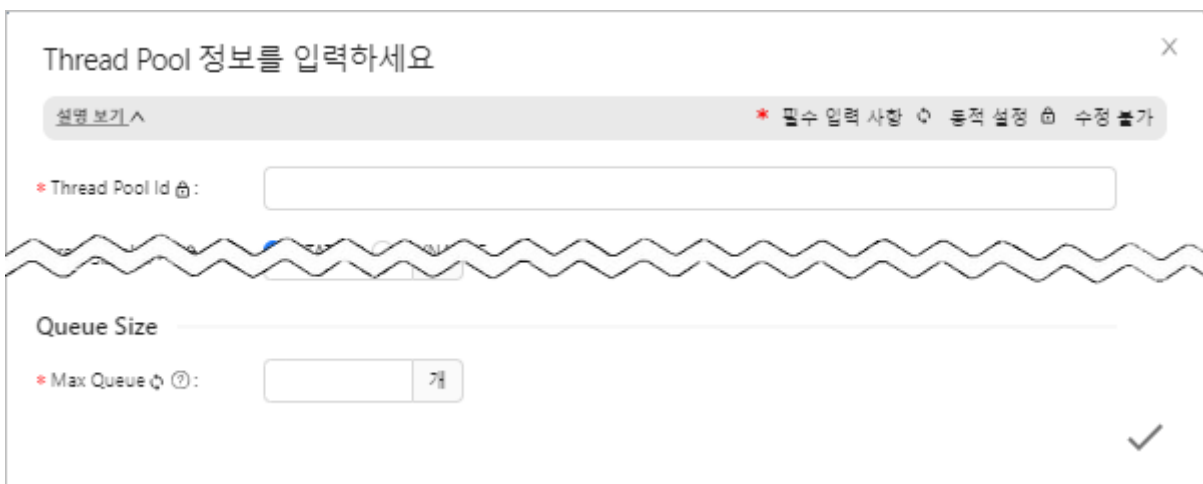 Thread Pool 정보를 입력하세요
설명 보기
* 필수 입력 사항 동적 설정 수정 불가
* Thread Pool Id :
Queue Size
* Max Queue : 개